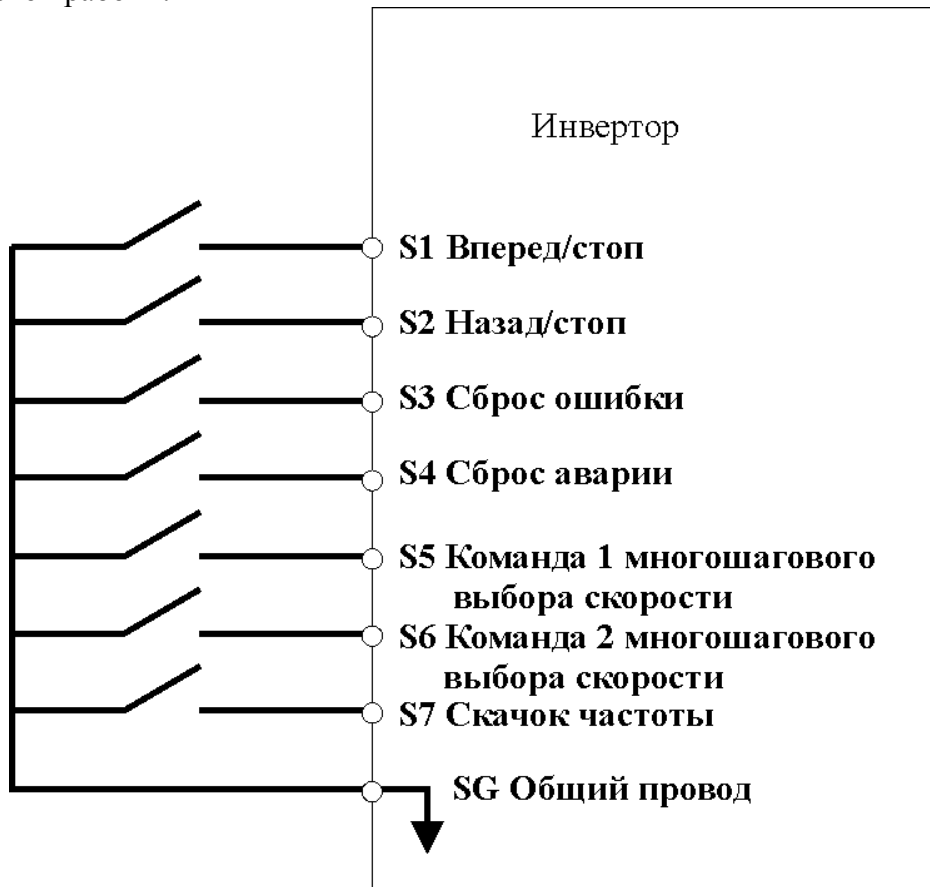 Инвертор
S1 Вперед/стоп
S2 Назад/стоп
S3 Сброс ошибки
S4 Сброс аварии
S5 Команда 1 многошагового
выбора скорости
S6 Команда 2 многошагового
выбора скорости
S7 Скачок частоты
SG Общий провод